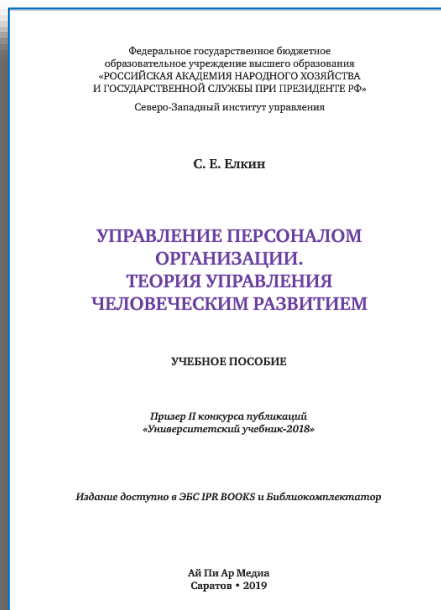 Федеральное государственное бюджетное
образовательное учреждение высшего образования
«РОССИЙСКАЯ АКАДЕМИЯ НАРОДНОГО ХОЗЯЙСТВА
И ГОСУДАРСТВЕННОЙ СЛУЖБЫ ПРИ ПРЕЗИДЕНТЕ РФ»
Северо-Западный институт управления
С. Е. Елкин
УПРАВЛЕНИЕ ПЕРСОНАЛОМ
ОРГАНИЗАЦИИ.
ТЕОРИЯ УПРАВЛЕНИЯ
ЧЕЛОВЕЧЕСКИМ РАЗВИТИЕМ
УЧЕБНОЕ ПОСОБИЕ
Призер II конкурса публикаций
«Университетский учебник-2018»
Издание доступно в ЭБС IPR BOOKS и Библиокомплектатор
Ай Пи Ар Медиа
Саратов • 2019